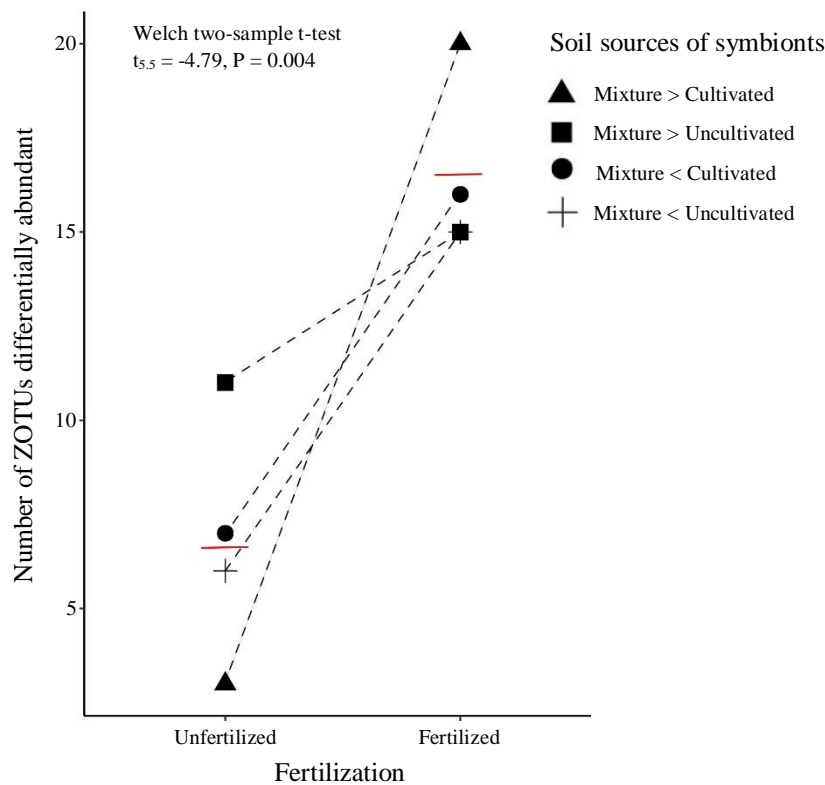 Welch two-sample t-test
t₅.₅ = -4.79, P = 0.004
Soil sources of symbionts
Mixture > Cultivated
Mixture > Uncultivated
Mixture < Cultivated
Mixture < Uncultivated
Number of ZOTUs differentially abundant
20
15
10
5
Unfertilized
Fertilized
Fertilization